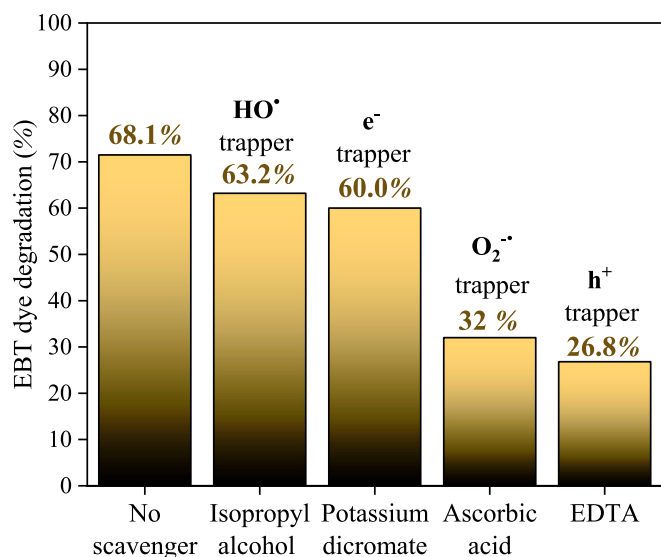 EBT dye degradation (%)
100
90
80
70
60
50
40
30
20
10
0
68.1%
HO•
trapper
63.2%
e-
trapper
60.0%
O2-•
trapper
32 %
h+
trapper
26.8%
No
scavenger
Isopropyl
alcohol
Potassium
dicromate
Ascorbic
acid
EDTA